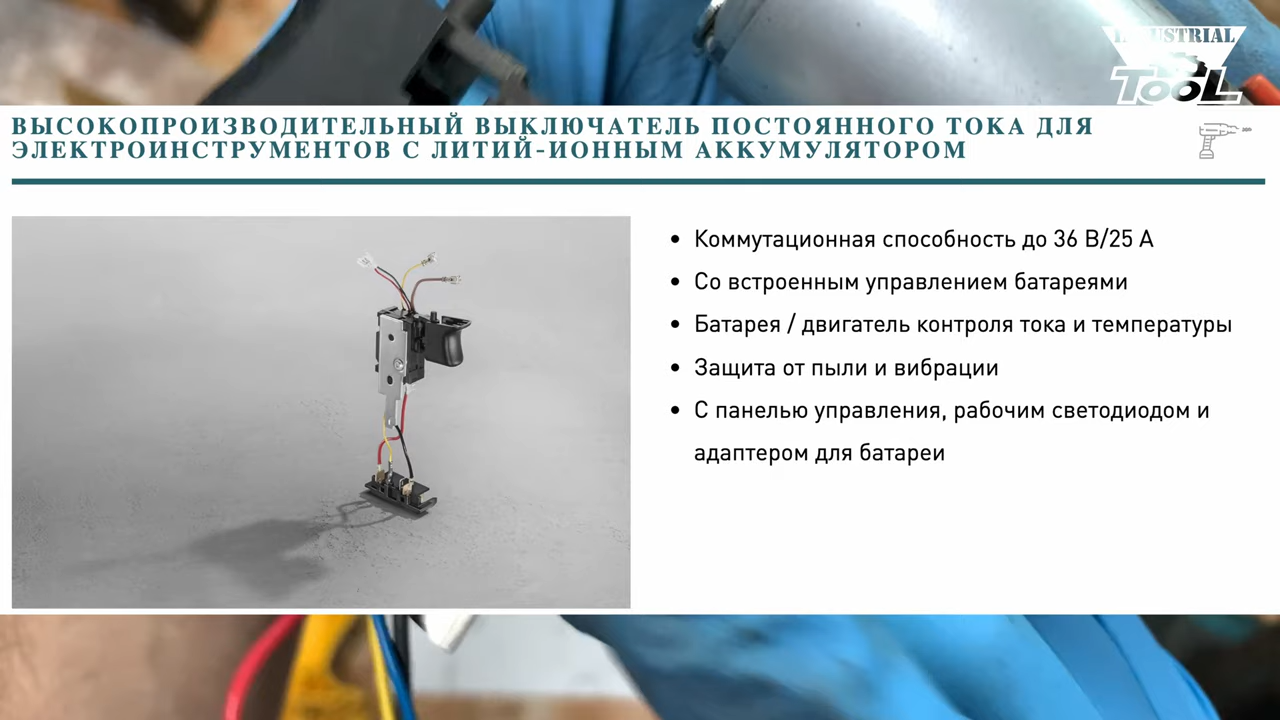 INDUSTRIAL
TOOL
ВЫСОКОПРОИЗВОДИТЕЛЬНЫЙ ВЫКЛЮЧАТЕЛЬ ПОСТОЯННОГО ТОКА ДЛЯ
ЭЛЕКТРОИНСТРУМЕНТОВ С ЛИТИЙ-ИОННЫМ АККУМУЛЯТОРОМ
• Коммутационная способность до 36 В/25 А
• Со встроенным управлением батареями
• Батарея / двигатель контроля тока и температуры
• Защита от пыли и вибрации
• С панелью управления, рабочим светодиодом и
адаптером для батареи